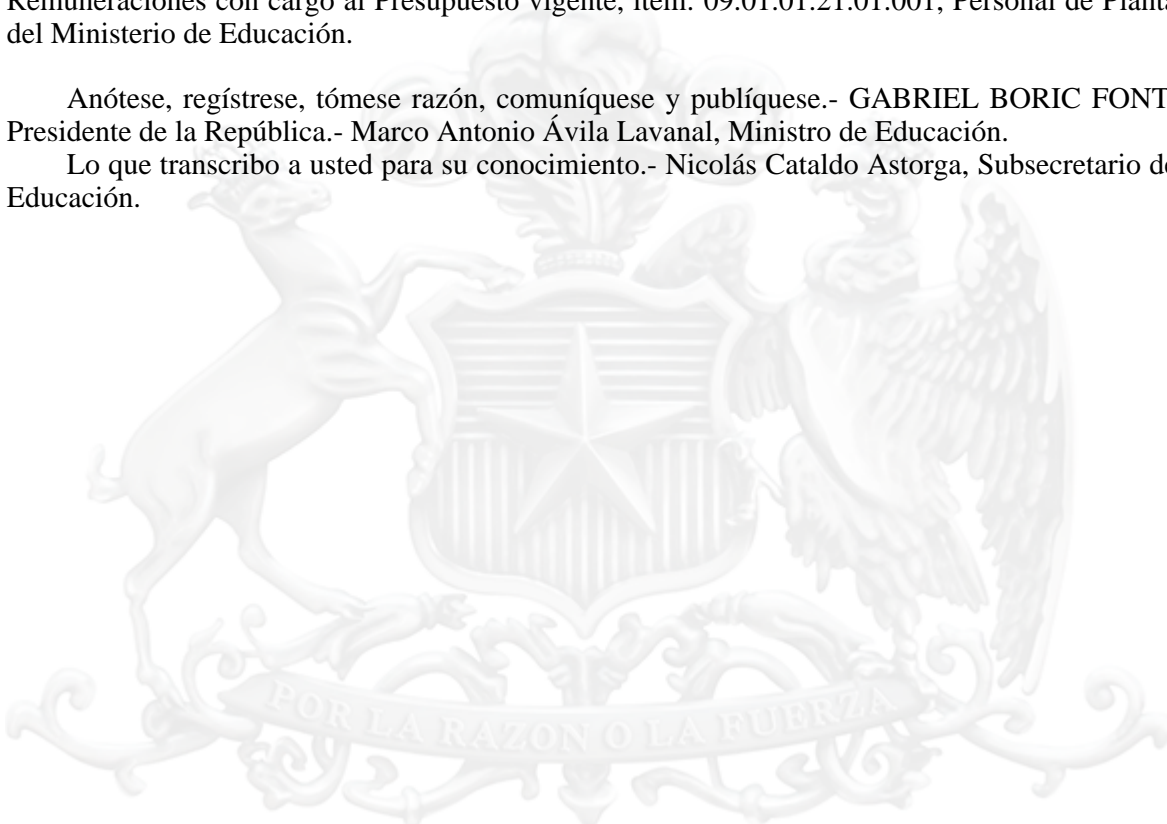 Remuneraciones con cargo al Presupuesto vigente, ítem: 09.01.01.21.01.001, Personal de Planta
del Ministerio de Educación.
Anótese, regístrese, tómese razón, comuníquese y publíquese.- GABRIEL BORIC FONT,
Presidente de la República.- Marco Antonio Ávila Lavanal, Ministro de Educación.
Lo que transcribo a usted para su conocimiento.- Nicolás Cataldo Astorga, Subsecretario de
Educación.
POR LA RAZON O LA FUERZA